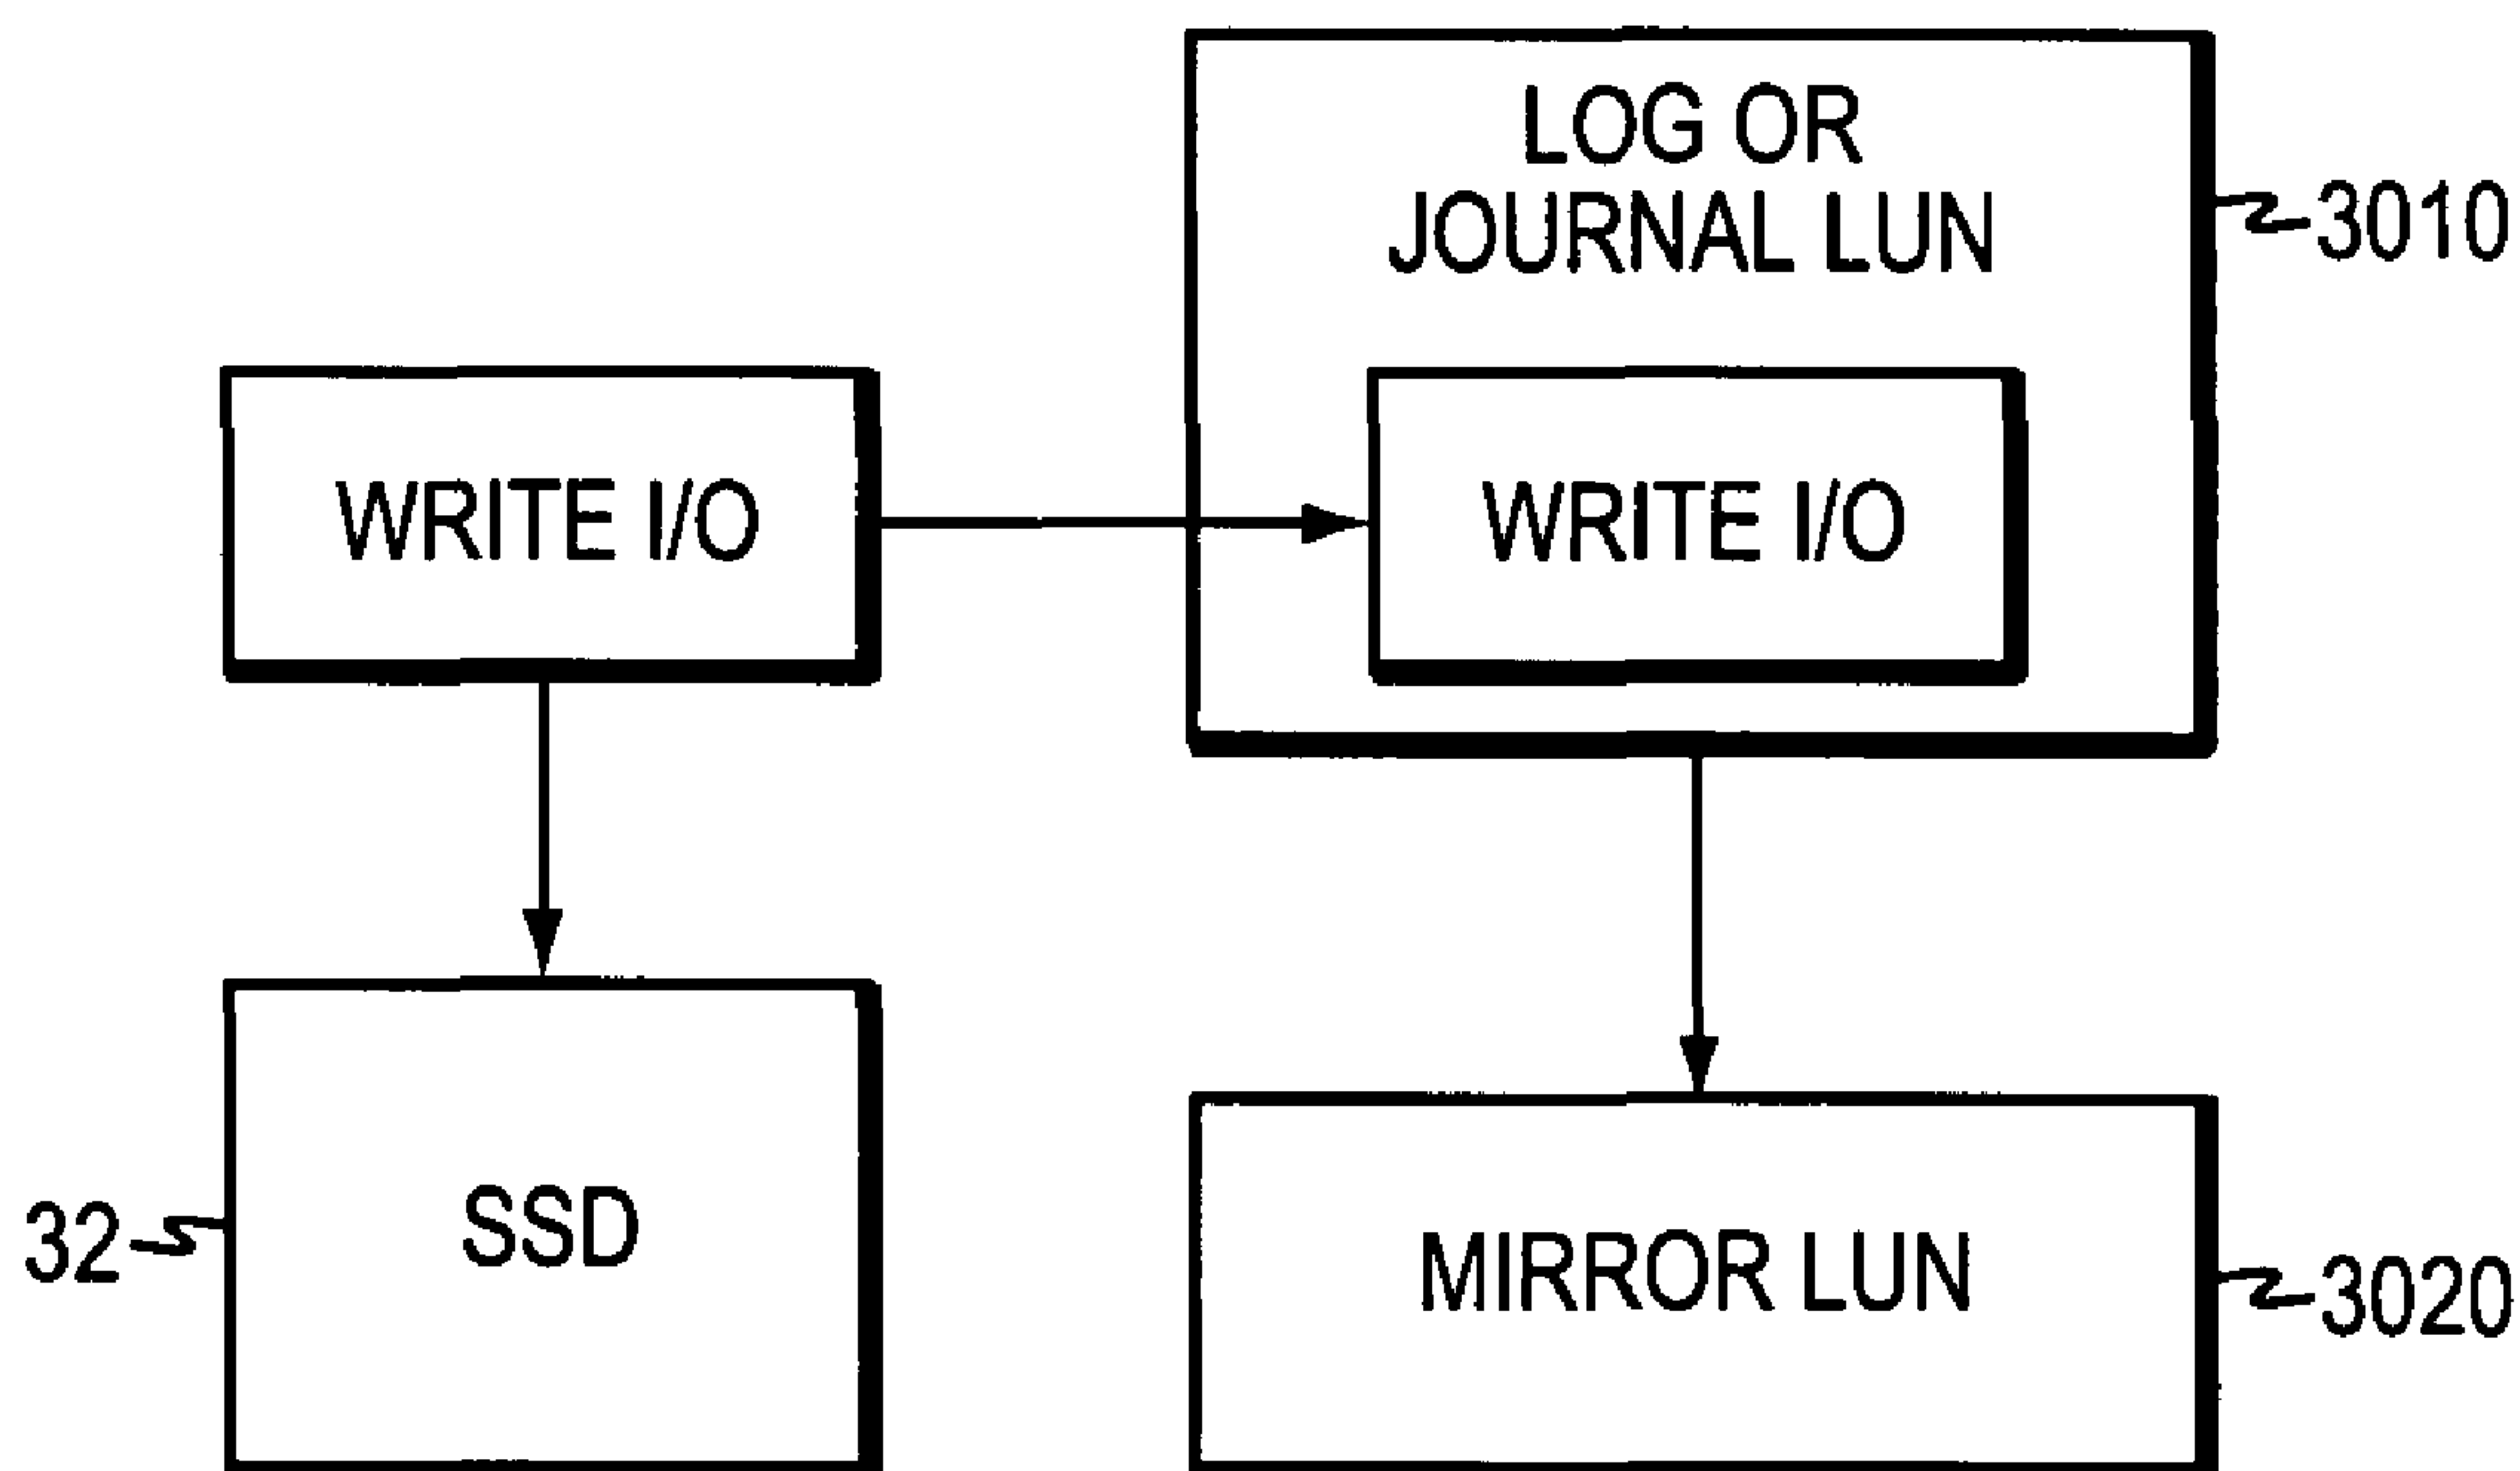 LOG OR
JOURNAL LUN
3010
WRITE I/O
WRITE I/O
32
SSD
MIRROR LUN
3020